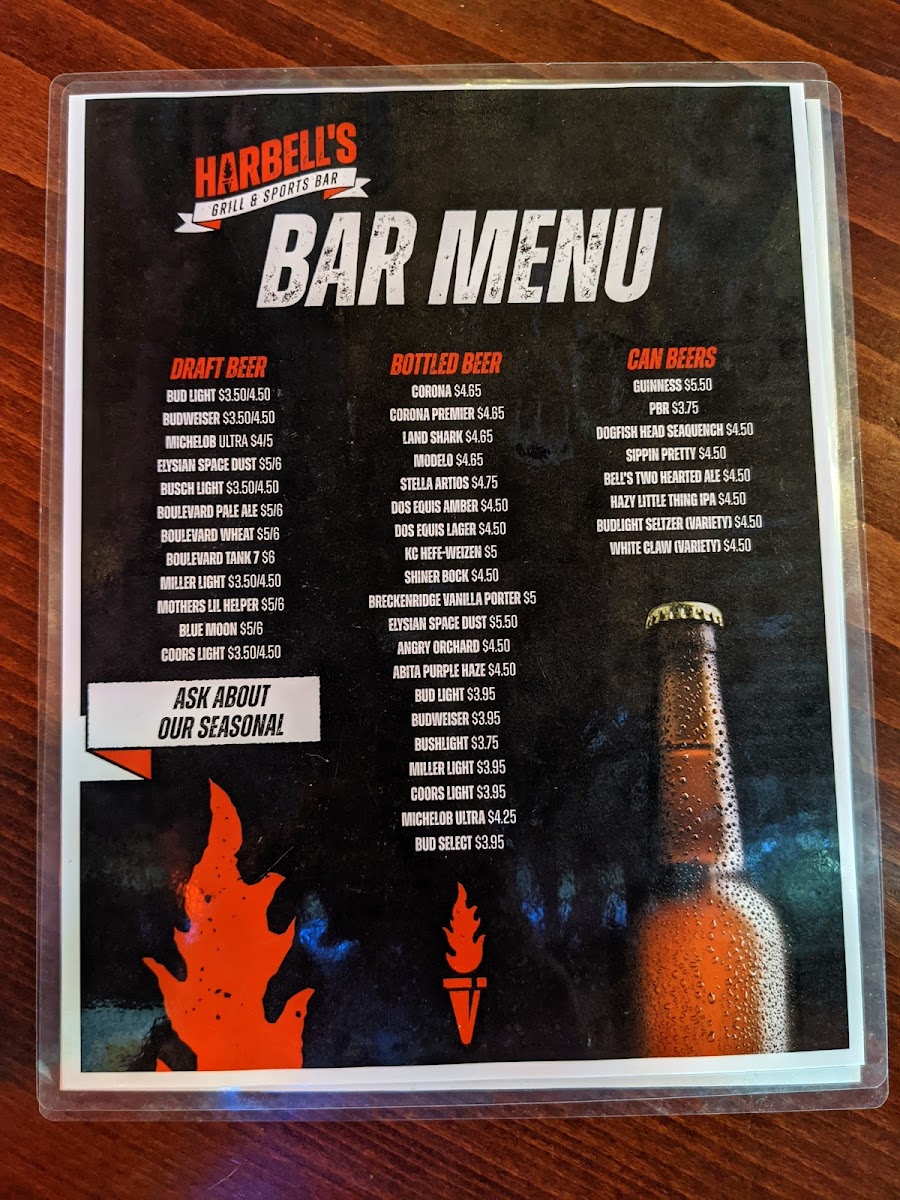 HARBELL'S
GRILL & SPORTS BAR
BAR MENU
DRAFT BEER
BUD LIGHT $3.50/4.50
BUDWEISER $3.50/4.50
MICHELOB ULTRA $4/5
ELYSIAN SPACE DUST $5/6
BUSCH LIGHT $3.50/4.50
BOULEVARD PALE ALE $5/6
BOULEVARD WHEAT $5/6
BOULEVARD TANK 7 $6
MILLER LIGHT $3.50/4.50
MOTHERS LIL HELPER $5/6
BLUE MOON $5/6
COORS LIGHT $3.50/4.50
ASK ABOUT
OUR SEASONAL
BOTTLED BEER
CORONA $4.65
CORONA PREMIER $4.65
LAND SHARK $4.65
MODELO $4.65
STELLA ARTIOS $4.75
DOS EQUIS AMBER $4.50
DOS EQUIS LAGER $4.50
KC HEFE-WEIZEN $5
SHINER BOCK $4.50
BRECKENRIDGE VANILLA PORTER $5
ELYSIAN SPACE DUST $5.50
ANGRY ORCHARD $4.50
ABITA PURPLE HAZE $4.50
BUD LIGHT $3.95
BUDWEISER $3.95
BUSHLIGHT $3.75
MILLER LIGHT $3.95
COORS LIGHT $3.95
MICHELOB ULTRA $4.25
BUD SELECT $3.95
CAN BEERS
GUINNESS $5.50
PBR $3.75
DOGFISH HEAD SEAQUENCH $4.50
SIPPIN PRETTY $4.50
BELL'S TWO HEARTED ALE $4.50
HAZY LITTLE THING IPA $4.50
BUDLIGHT SELTZER (VARIETY) $4.50
WHITE CLAW (VARIETY) $4.50